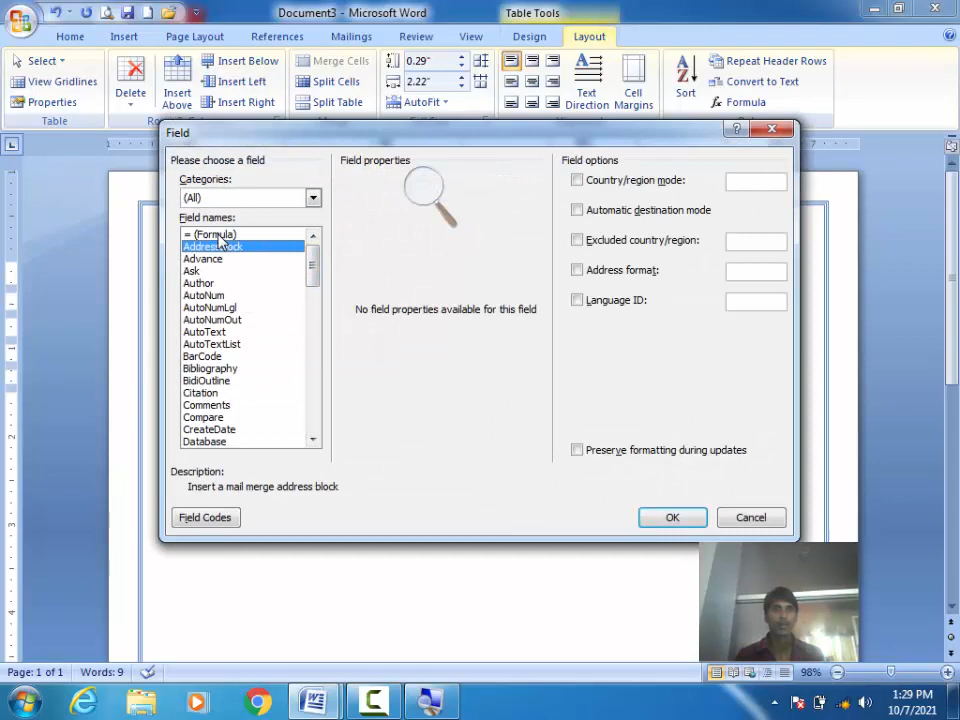 Document3 - Microsoft Word
Table Tools
Home
Insert
Page Layout
References
Mailings
Review
View
Design
Layout
Select
View Gridlines
Properties
Table
Delete
Insert Above
Insert Below
Insert Left
Insert Right
Merge Cells
Split Cells
Split Table
0.29"
2.22"
AutoFit
Text Direction
Cell Margins
Sort
Repeat Header Rows
Convert to Text
Formula
Field
Please choose a field
Categories:
(All)
Field names:
= (Formula)
Advance
Ask
Author
AutoNum
AutoNumLgl
AutoNumOut
AutoText
AutoTextList
BarCode
Bibliography
BidiOutline
Citation
Comments
Compare
CreateDate
Database
Description:
Insert a mail merge address block
Field Codes
Field properties
No field properties available for this field
Field options
Country/region mode:
Automatic destination mode
Excluded country/region:
Address format:
Language ID:
Preserve formatting during updates
OK
Cancel
Page: 1 of 1
Words: 9
98%
1:29 PM
10/7/2021